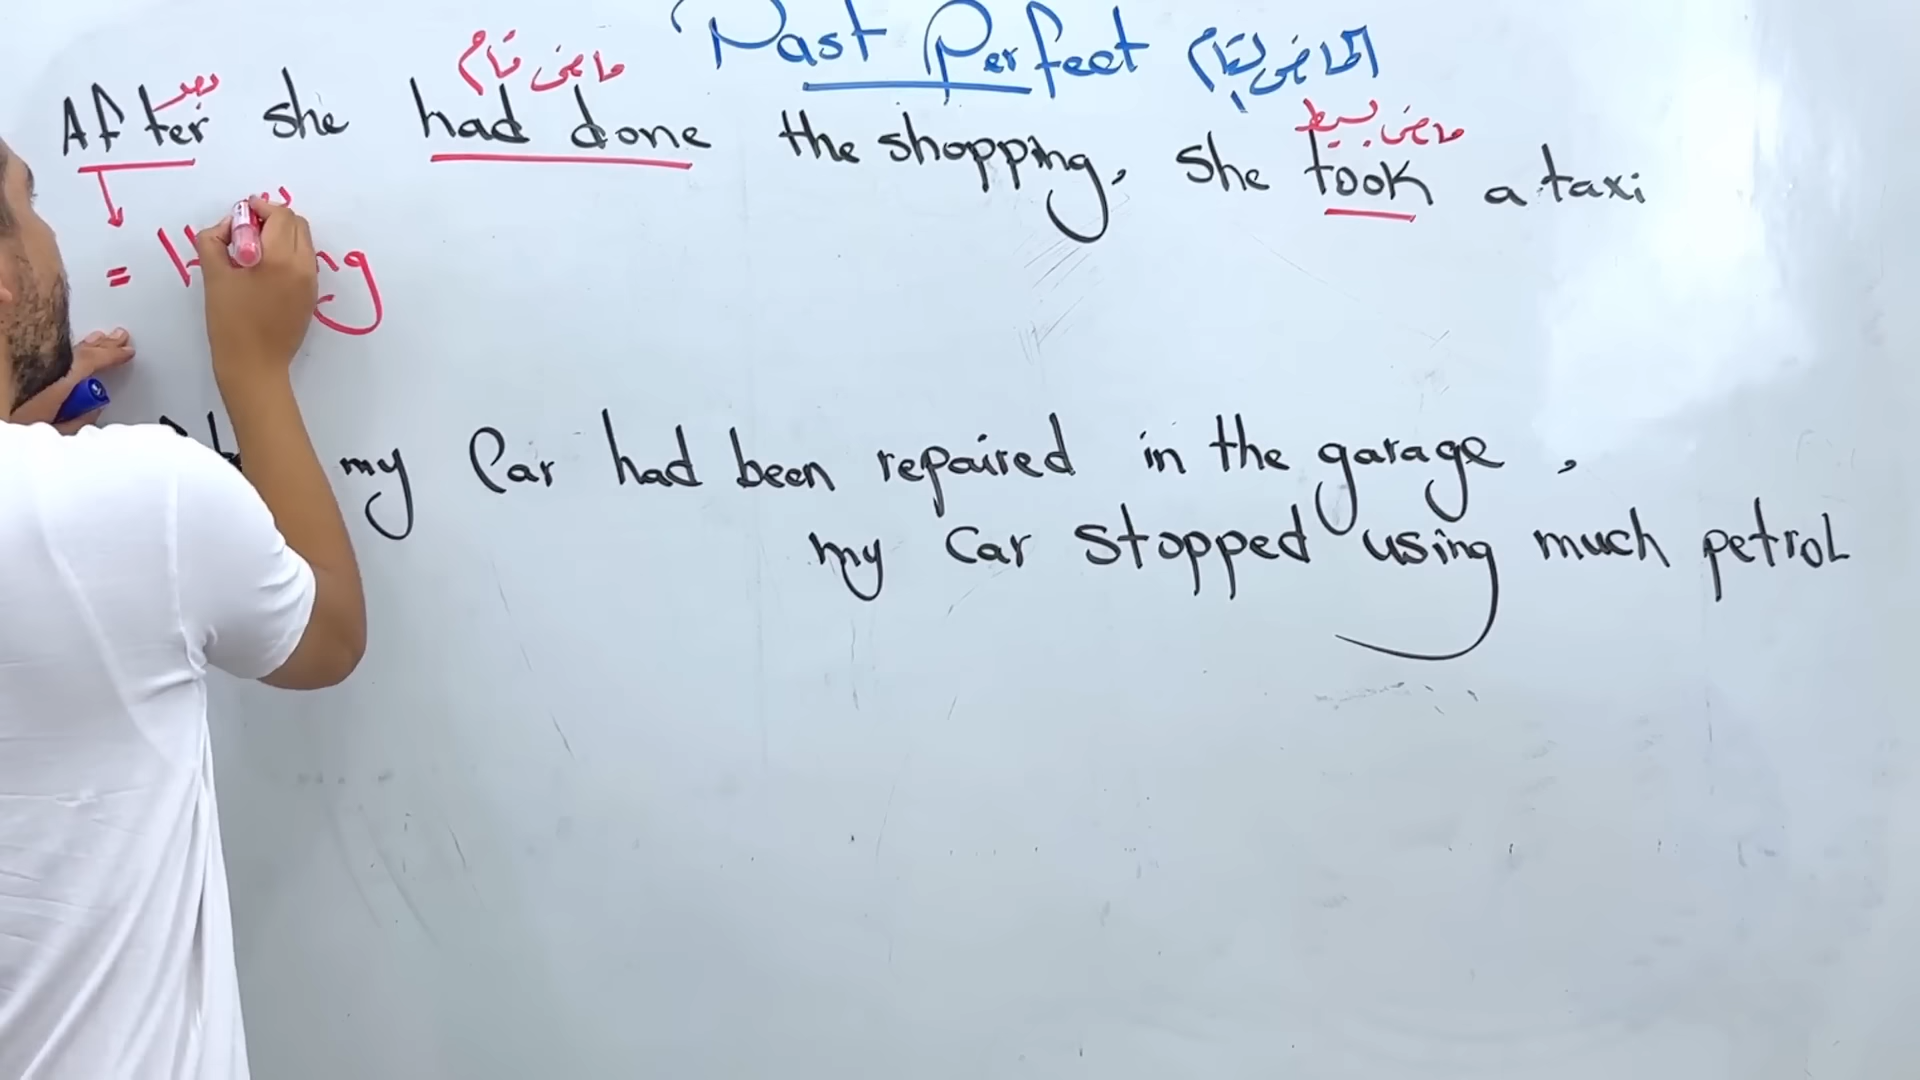 Past Perfect الماضي التام
بعد ماضي تام ماضي بسيط
After she had done the shopping, she took a taxi
=
my Car had been repaired in the garage ,
my car stopped using much petrol